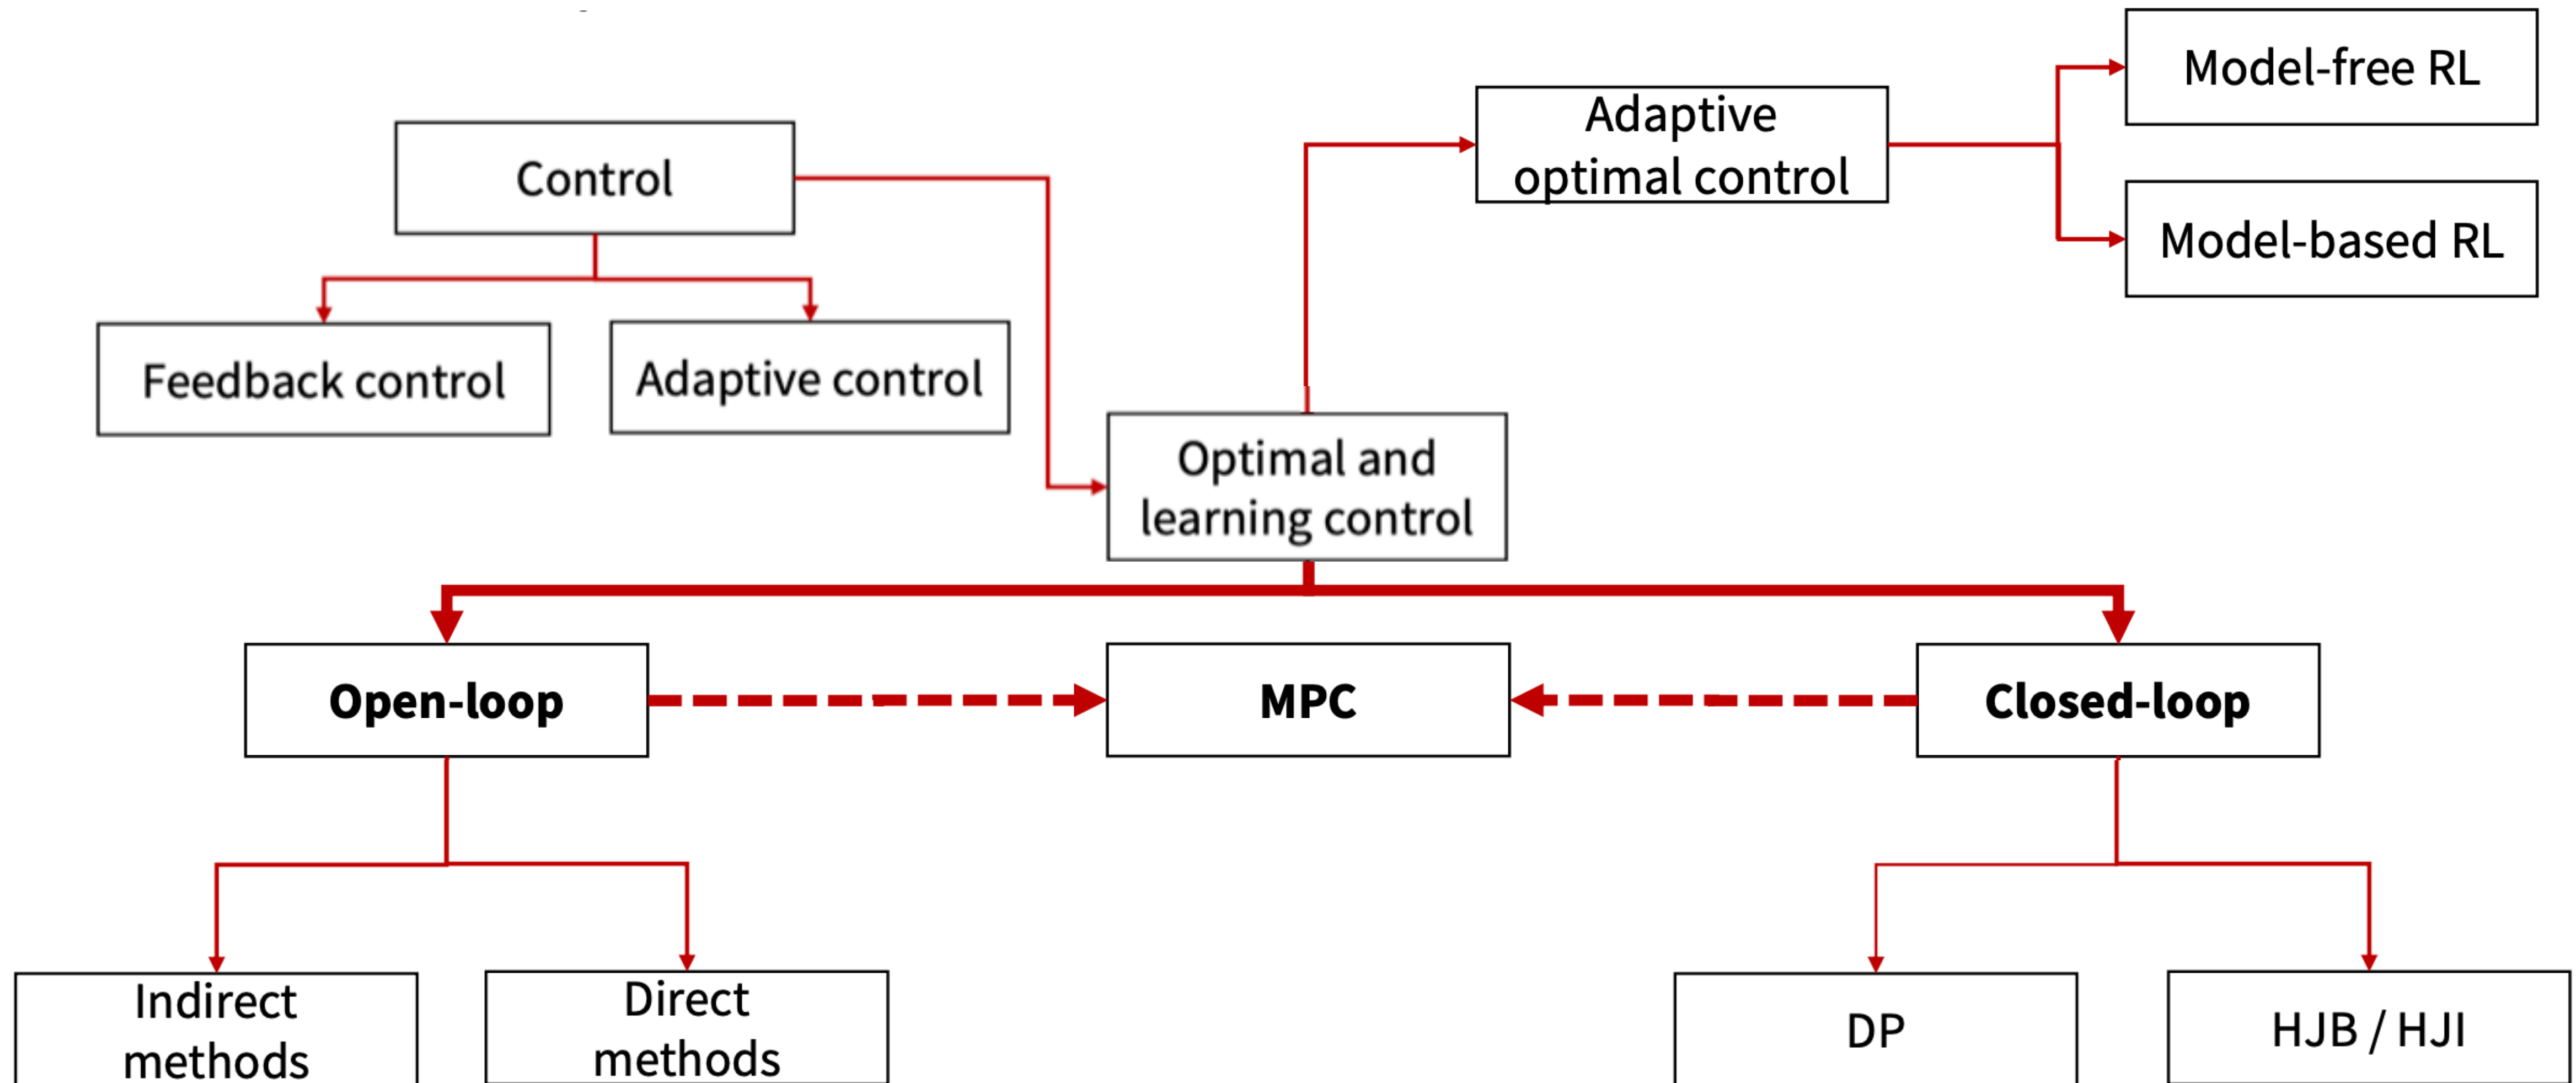 Model-free RL
Adaptive
optimal control
Control
Model-based RL
Feedback control
Adaptive control
Optimal and
learning control
Open-loop
MPC
Closed-loop
Indirect
methods
Direct
methods
DP
HJB / HJI